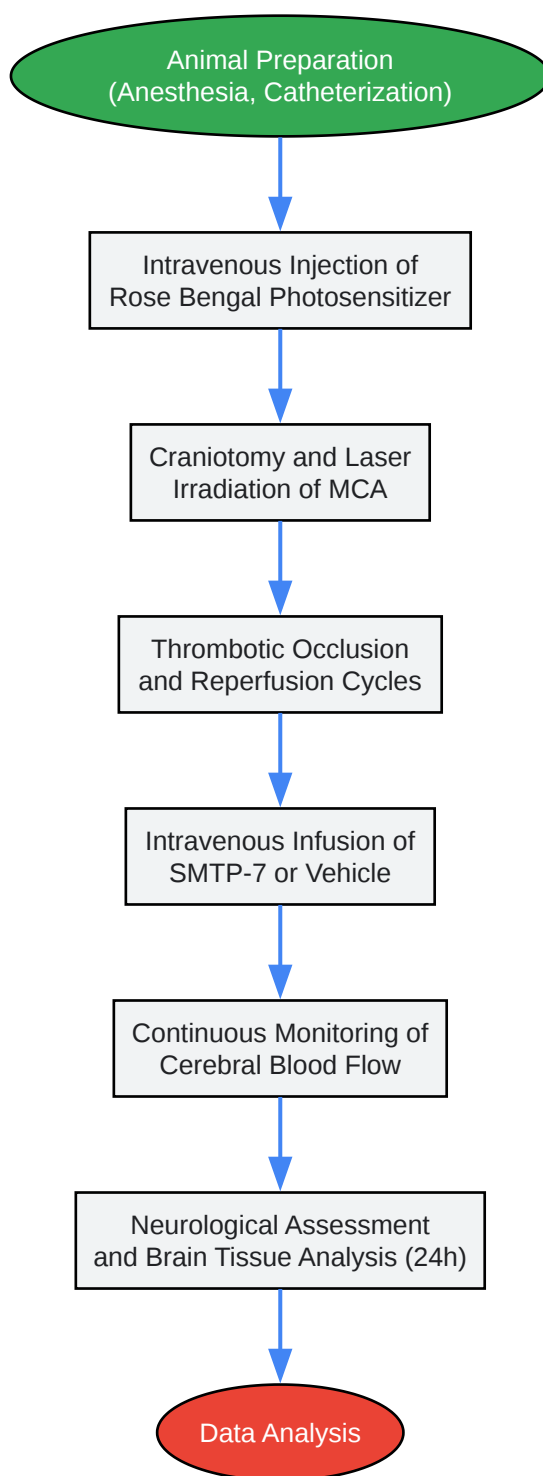 Animal Preparation
(Anesthesia, Catheterization)
Intravenous Injection of
Rose Bengal Photosensitizer
Craniotomy and Laser
Irradiation of MCA
Thrombotic Occlusion
and Reperfusion Cycles
Intravenous Infusion of
SMTP-7 or Vehicle
Continuous Monitoring of
Cerebral Blood Flow
Neurological Assessment
and Brain Tissue Analysis (24h)
Data Analysis